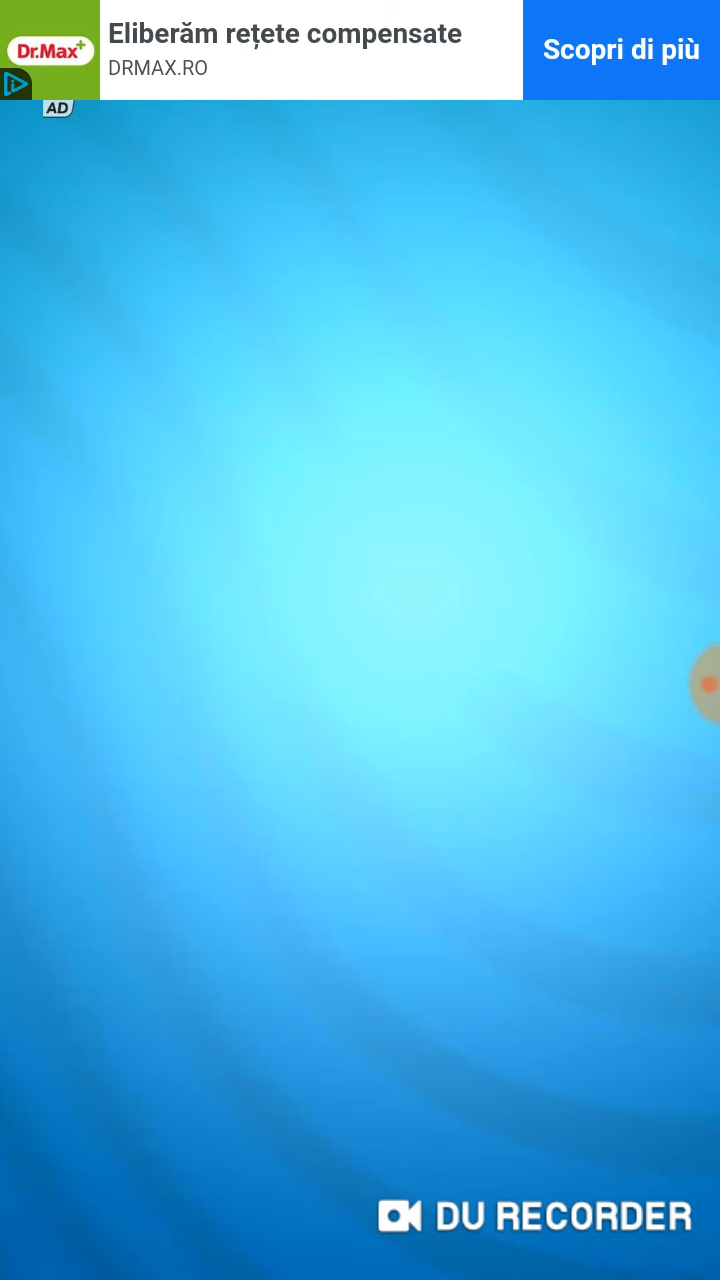 Dr.Max+
Eliberăm rețete compensate
DRMAX.RO
Scopri di più
AD
DU RECORDER